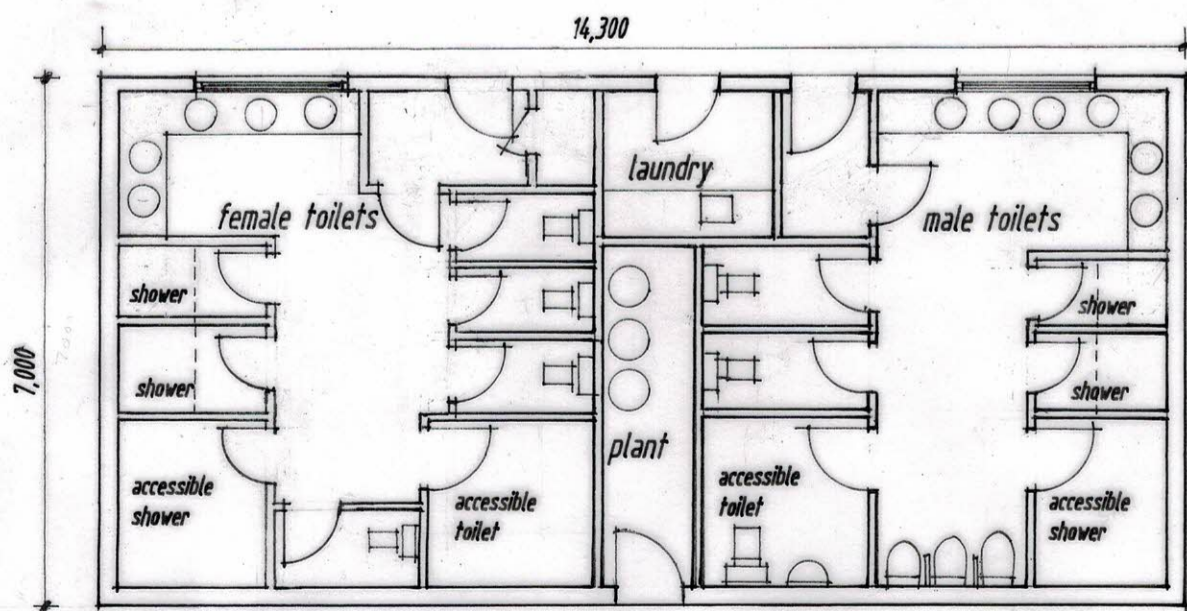 14,300
laundry
female toilets
male toilets
shower
shower
7,000
7000
shower
shower
plant
accessible
shower
accessible
toilet
accessible
toilet
accessible
shower